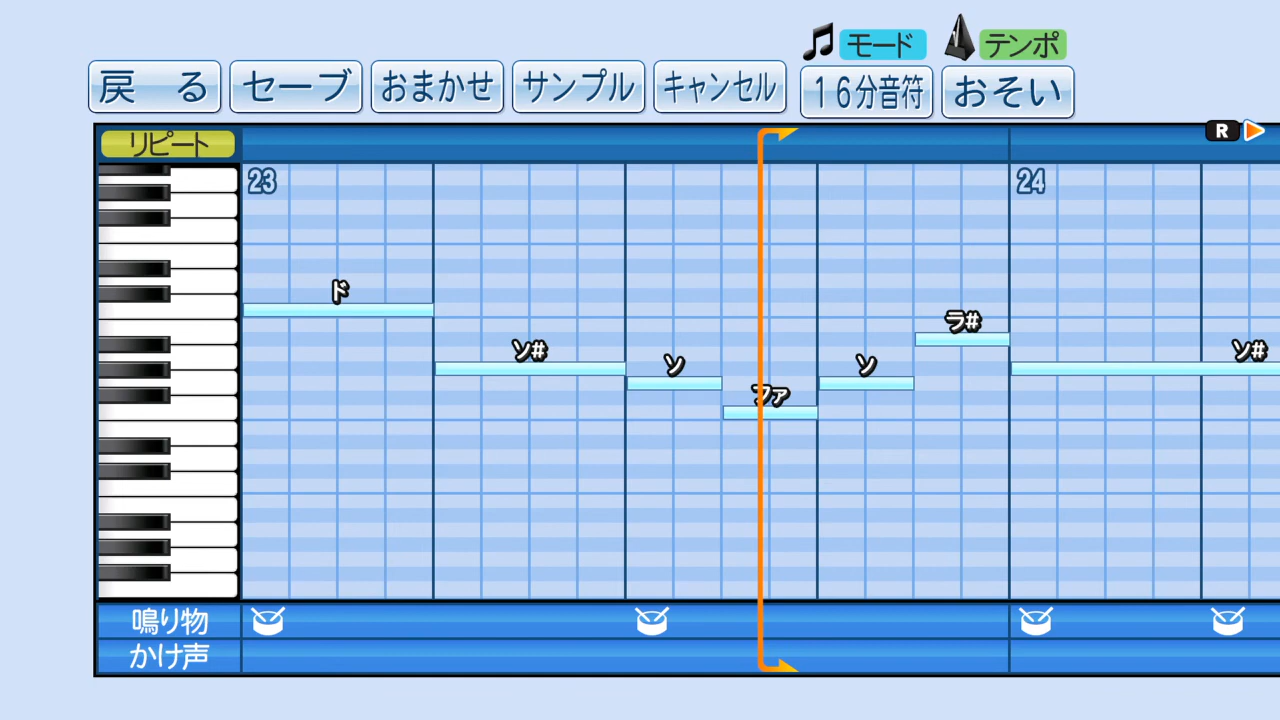 モード テンポ
戻る セーブ おまかせ サンプル キャンセル 16分音符 おそい
リピート R
23 24
ド
ラ#
ソ# ソ#
ソ ソ
ファ
鳴り物
かけ声